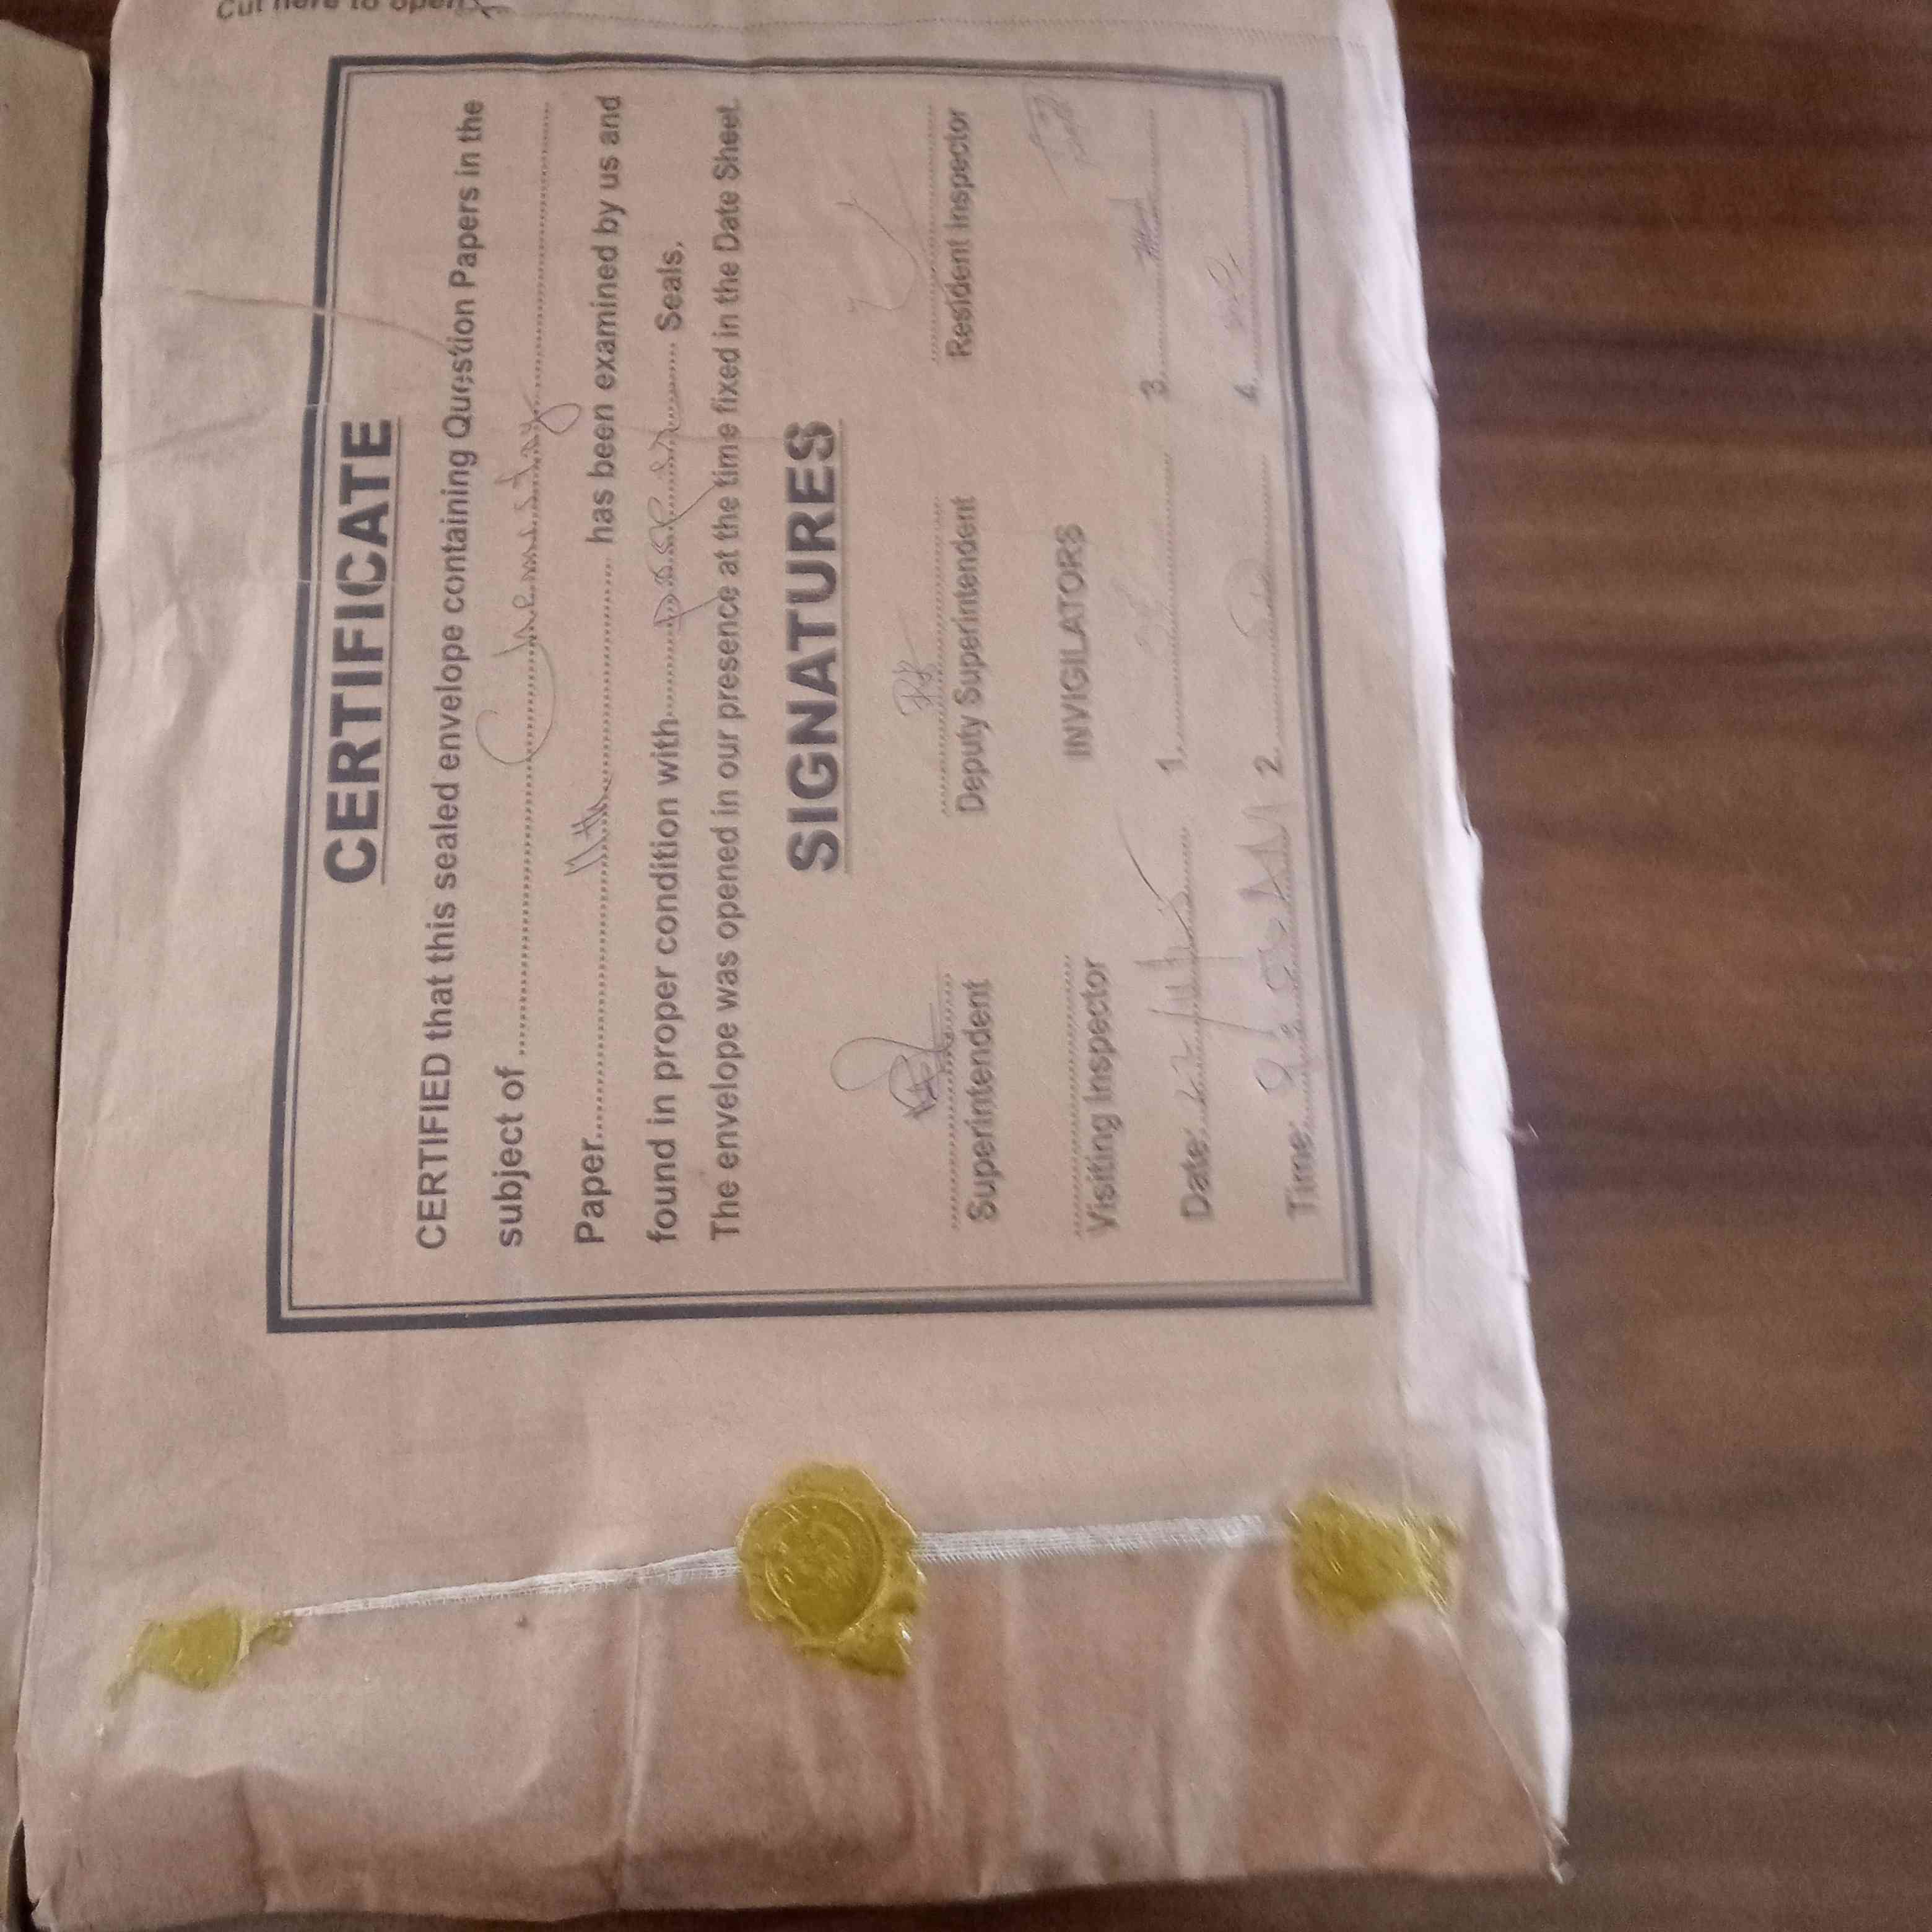 Cut here to open
CERTIFICATE
CERTIFIED that this sealed envelope containing Question Papers in the
subject of ........ Chemistry ........
Paper........ 11th ........ has been examined by us and
found in proper condition with........ ........ Seals.
The envelope was opened in our presence at the time fixed in the Date Sheet.
SIGNATURES
Superintendent Deputy Superintendent Resident Inspector
INVIGILATORS
Visiting Inspector
Date: 1. 3.
Time: 2. 4.